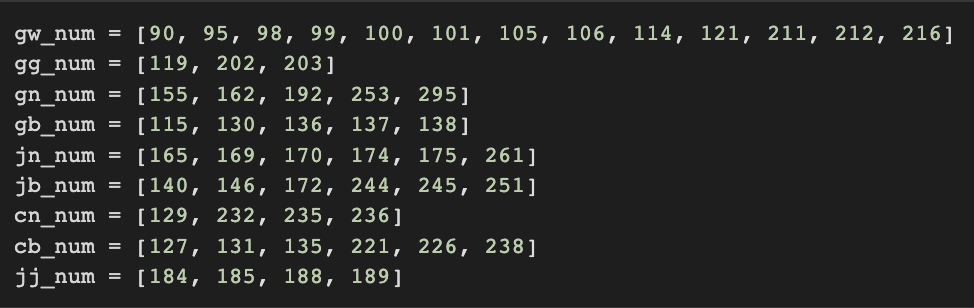 gw_num = [90, 95, 98, 99, 100, 101, 105, 106, 114, 121, 211, 212, 216]
gg_num = [119, 202, 203]
gn_num = [155, 162, 192, 253, 295]
gb_num = [115, 130, 136, 137, 138]
jn_num = [165, 169, 170, 174, 175, 261]
jb_num = [140, 146, 172, 244, 245, 251]
cn_num = [129, 232, 235, 236]
cb_num = [127, 131, 135, 221, 226, 238]
jj_num = [184, 185, 188, 189]